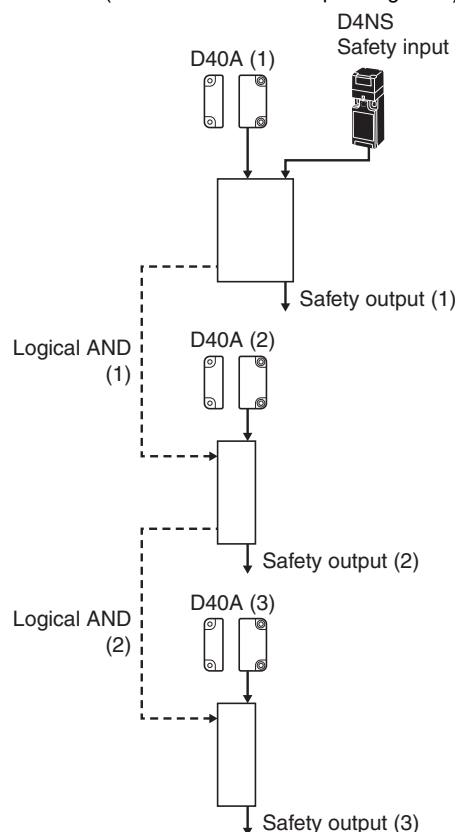 D4NS
Safety input
D40A (1)
Safety output (1)
Logical AND
(1)
D40A (2)
Safety output (2)
Logical AND
(2)
D40A (3)
Safety output (3)